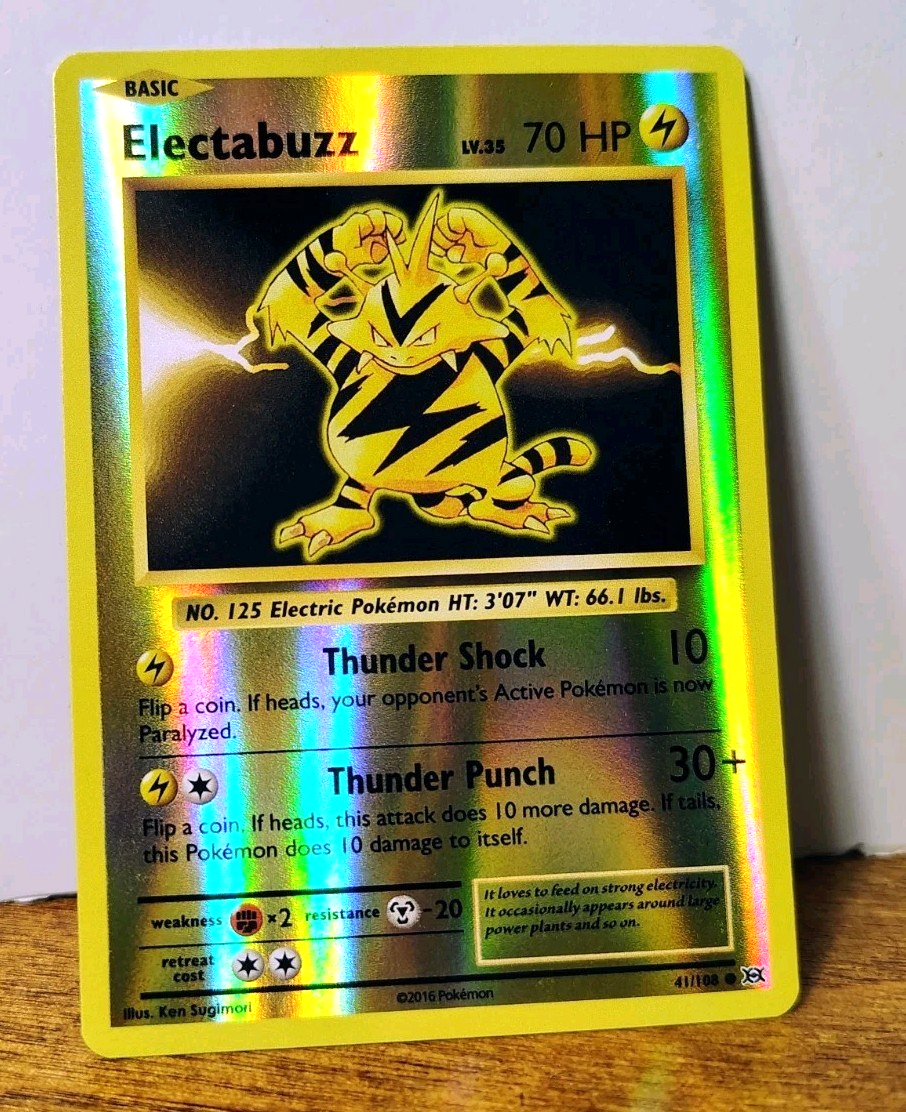 BASIC
Electabuzz LV.35 70 HP
NO. 125 Electric Pokémon HT: 3'07" WT: 66.1 lbs.
Thunder Shock 10
Flip a coin. If heads, your opponent's Active Pokémon is now
Paralyzed.
Thunder Punch 30+
Flip a coin. If heads, this attack does 10 more damage. If tails,
this Pokémon does 10 damage to itself.
weakness ×2 resistance -20
retreat
cost
It loves to feed on strong electricity.
It occasionally appears around large
power plants and so on.
Illus. Ken Sugimori ©2016 Pokémon 41/108